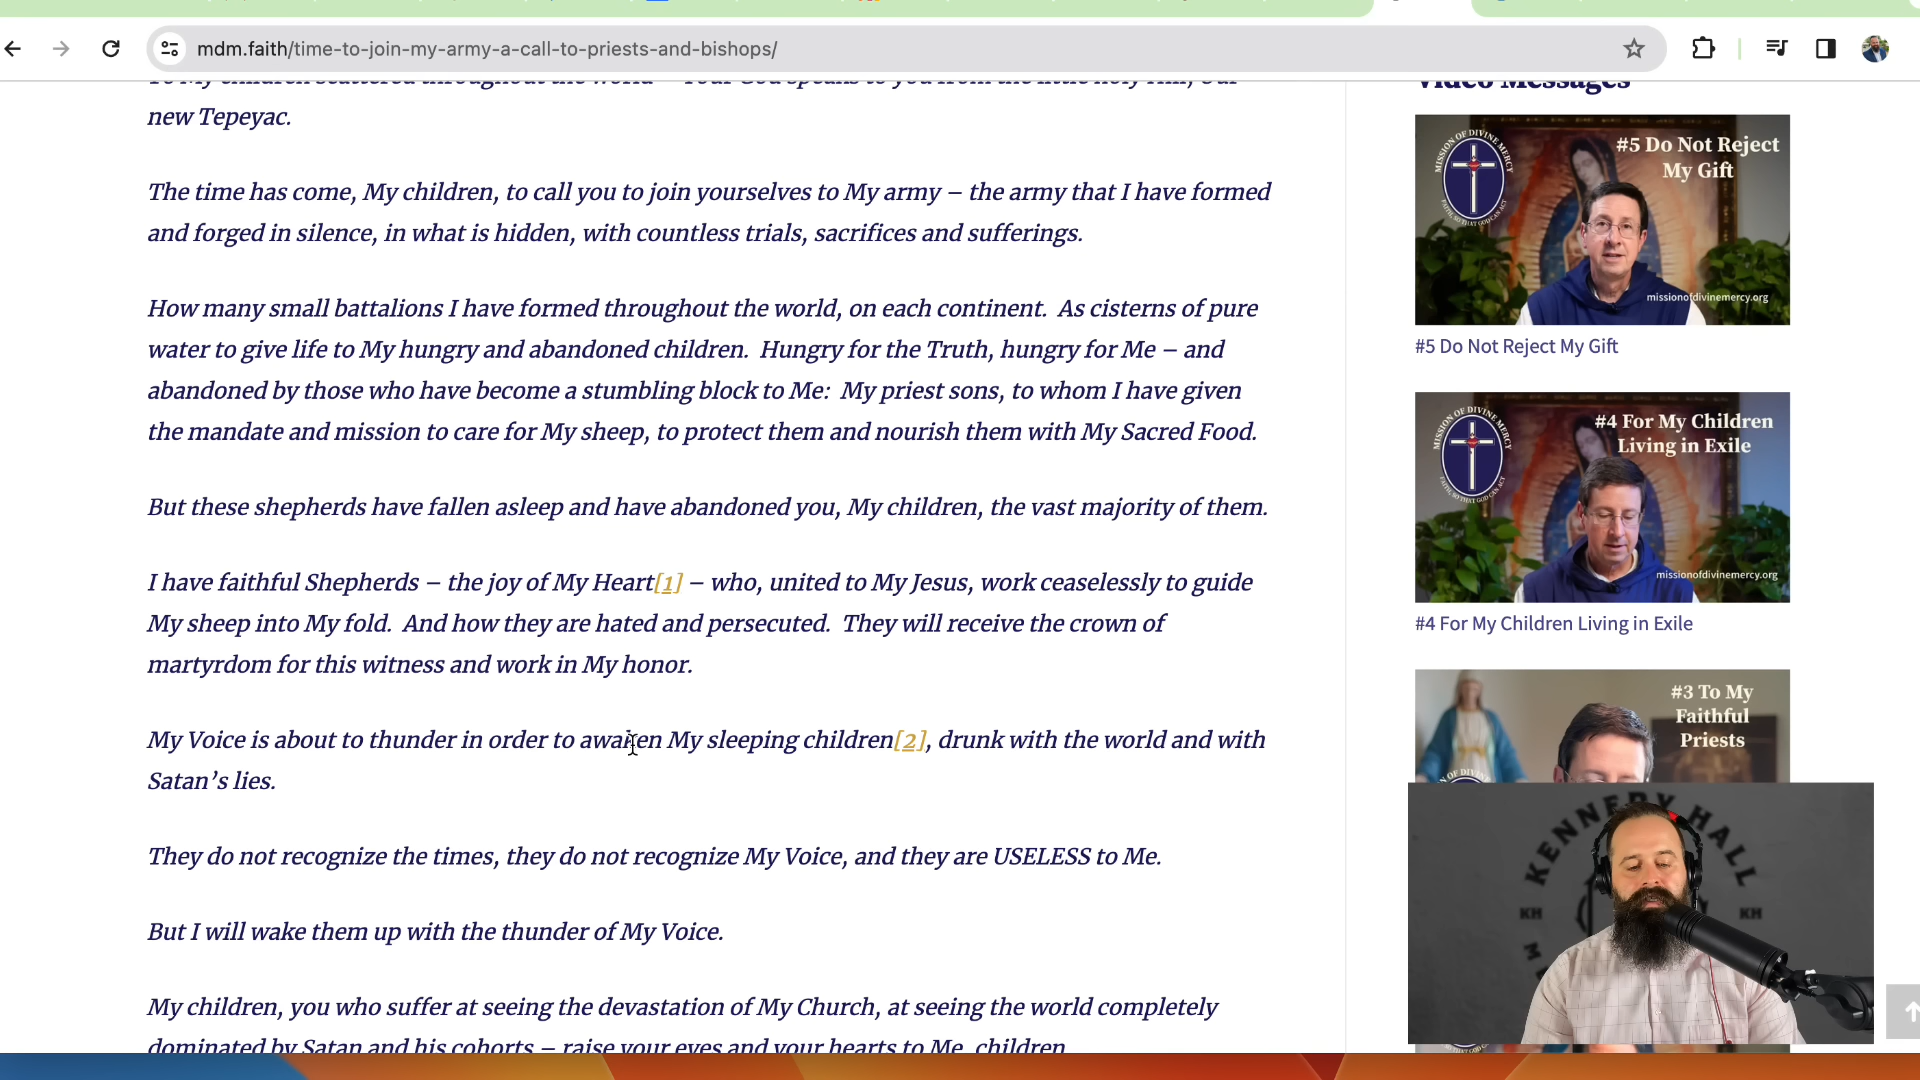 mdm.faith/time-to-join-my-army-a-call-to-priests-and-bishops/
To My children scattered throughout the world – Your God speaks to you from the little holy Hill, our
new Tepeyac.
The time has come, My children, to call you to join yourselves to My army – the army that I have formed
and forged in silence, in what is hidden, with countless trials, sacrifices and sufferings.
How many small battalions I have formed throughout the world, on each continent.  As cisterns of pure
water to give life to My hungry and abandoned children.  Hungry for the Truth, hungry for Me – and
abandoned by those who have become a stumbling block to Me:  My priest sons, to whom I have given
the mandate and mission to care for My sheep, to protect them and nourish them with My Sacred Food.
But these shepherds have fallen asleep and have abandoned you, My children, the vast majority of them.
I have faithful Shepherds – the joy of My Heart[1] – who, united to My Jesus, work ceaselessly to guide
My sheep into My fold.  And how they are hated and persecuted.  They will receive the crown of
martyrdom for this witness and work in My honor.
My Voice is about to thunder in order to awaken My sleeping children[2], drunk with the world and with
Satan’s lies.
They do not recognize the times, they do not recognize My Voice, and they are USELESS to Me.
But I will wake them up with the thunder of My Voice.
My children, you who suffer at seeing the devastation of My Church, at seeing the world completely
dominated by Satan and his cohorts – raise your eyes and your hearts to Me, children
Video Messages
MISSION OF DIVINE MERCY
FAITH, SO THAT GOD CAN ACT
#5 Do Not Reject
My Gift
missionofdivinemercy.org
#5 Do Not Reject My Gift
MISSION OF DIVINE MERCY
FAITH, SO THAT GOD CAN ACT
#4 For My Children
Living in Exile
missionofdivinemercy.org
#4 For My Children Living in Exile
#3 To My
Faithful
Priests
KENNEDY HALL
KH
KH